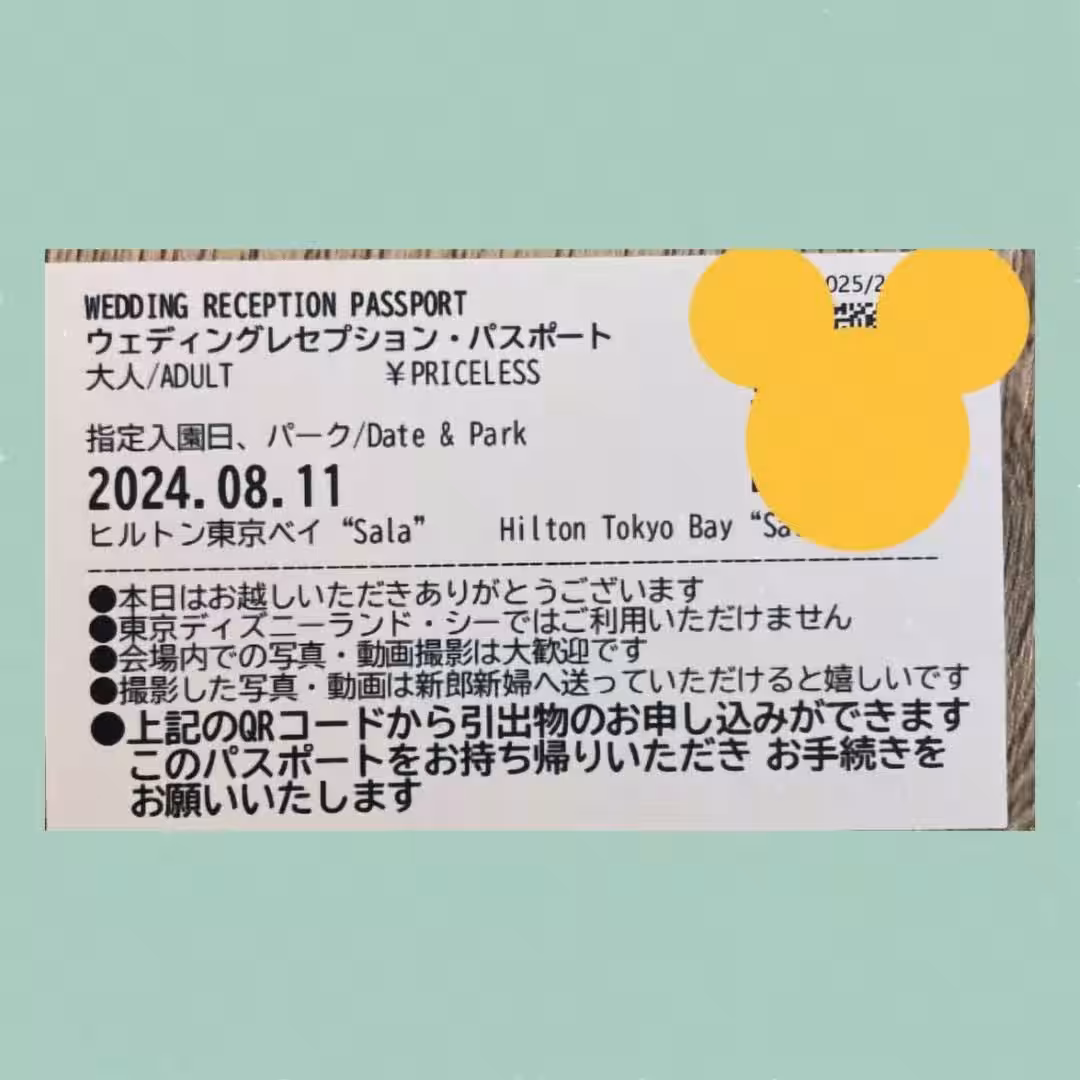 025/2
WEDDING RECEPTION PASSPORT
ウェディングレセプション・パスポート
大人/ADULT ￥PRICELESS
指定入園日、パーク/Date & Park
2024.08.11
ヒルトン東京ベイ“Sala” Hilton Tokyo Bay
●本日はお越しいただきありがとうございます
●東京ディズニーランド・シーではご利用いただけません
●会場内での写真・動画撮影は大歓迎です
●撮影した写真・動画は新郎新婦へ送っていただけると嬉しいです
●上記のQRコードから引出物のお申し込みができます
このパスポートをお持ち帰りいただき お手続きを
お願いいたします